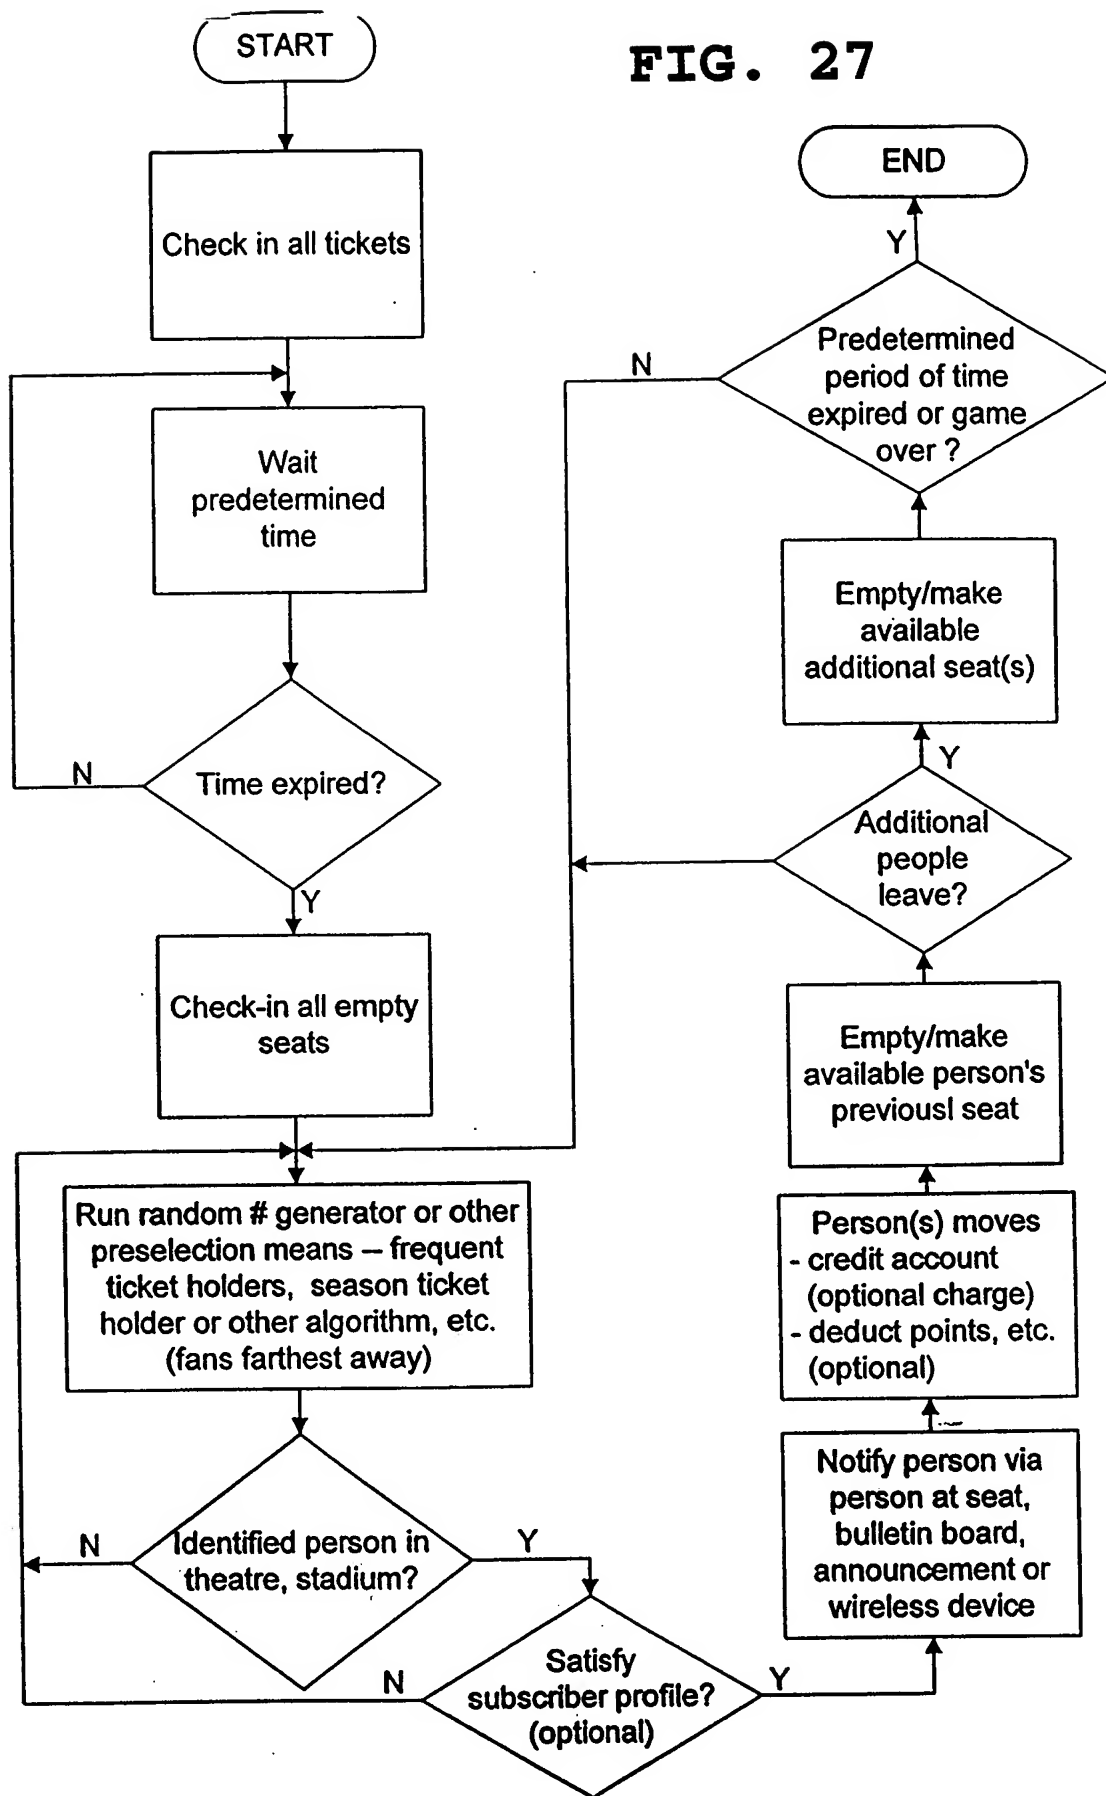 START
FIG. 27
Check in all tickets
Wait
predetermined
time
N
Time expired?
Y
Check-in all empty
seats
Run random # generator or other
preselection means – frequent
ticket holders, season ticket
holder or other algorithm, etc.
(fans farthest away)
N
Identified person in
theatre, stadium?
Y
N
Satisfy
subscriber profile?
(optional)
Y
Notify person via
person at seat,
bulletin board,
announcement or
wireless device
Person(s) moves
- credit account
(optional charge)
- deduct points, etc.
(optional)
Empty/make
available person's
previousl seat
Additional
people
leave?
Y
Empty/make
available
additional seat(s)
Predetermined
period of time
expired or game
over ?
N
Y
END